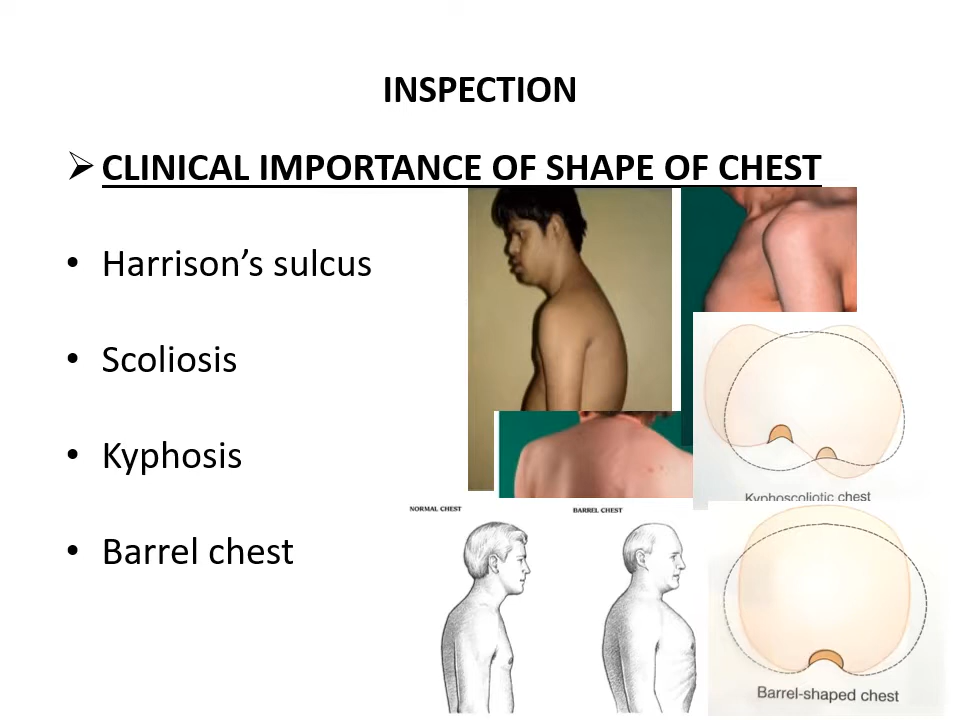 INSPECTION
➢ CLINICAL IMPORTANCE OF SHAPE OF CHEST
• Harrison’s sulcus
• Scoliosis
• Kyphosis
• Barrel chest
Kyphoscoliotic chest
NORMAL CHEST
BARREL CHEST
Barrel-shaped chest